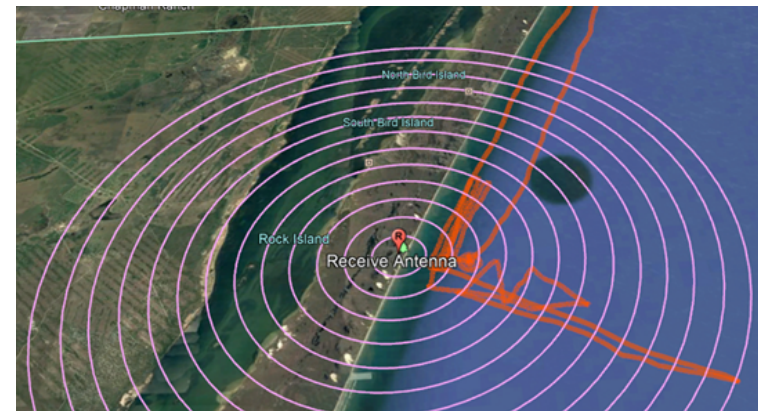 Chapman Ranch
North Bird Island
South Bird Island
R
Rock Island
Receive Antenna